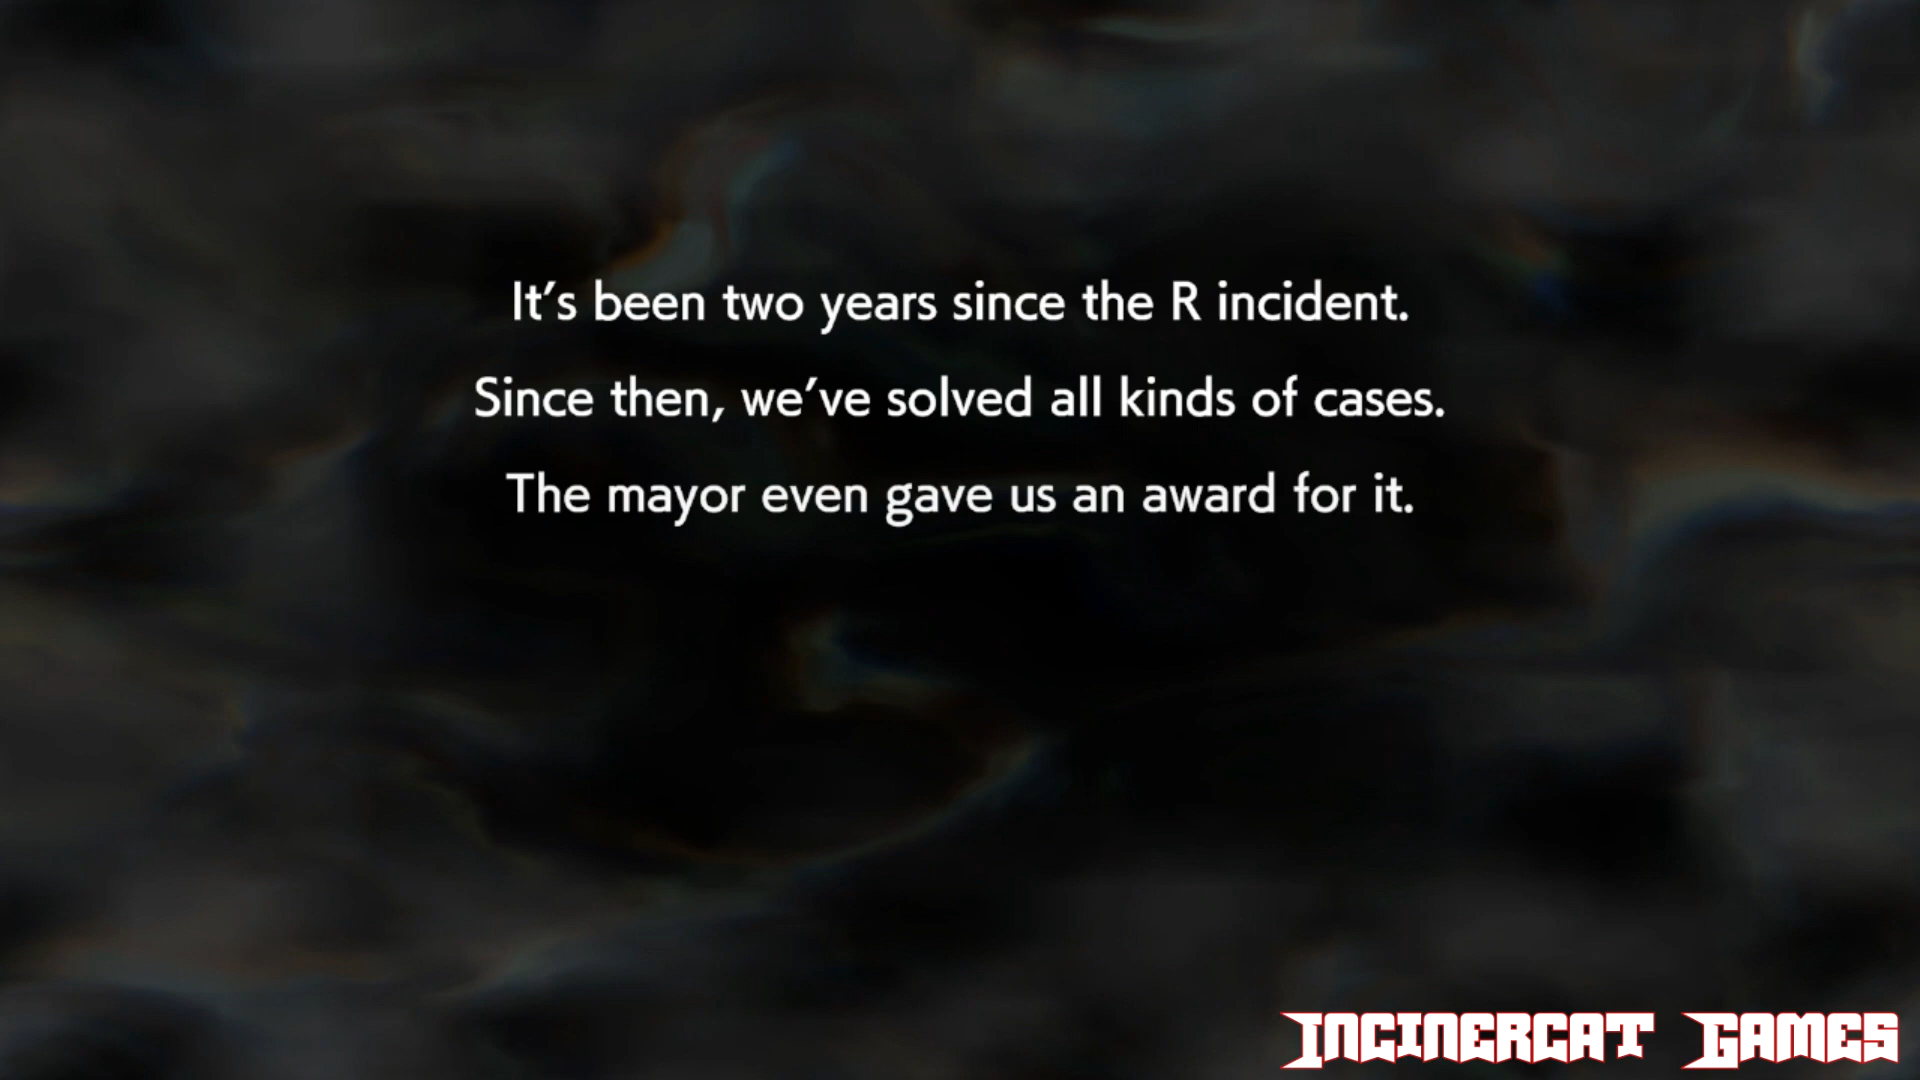 It's been two years since the R incident.
Since then, we've solved all kinds of cases.
The mayor even gave us an award for it.
INCINERCAT GAMES